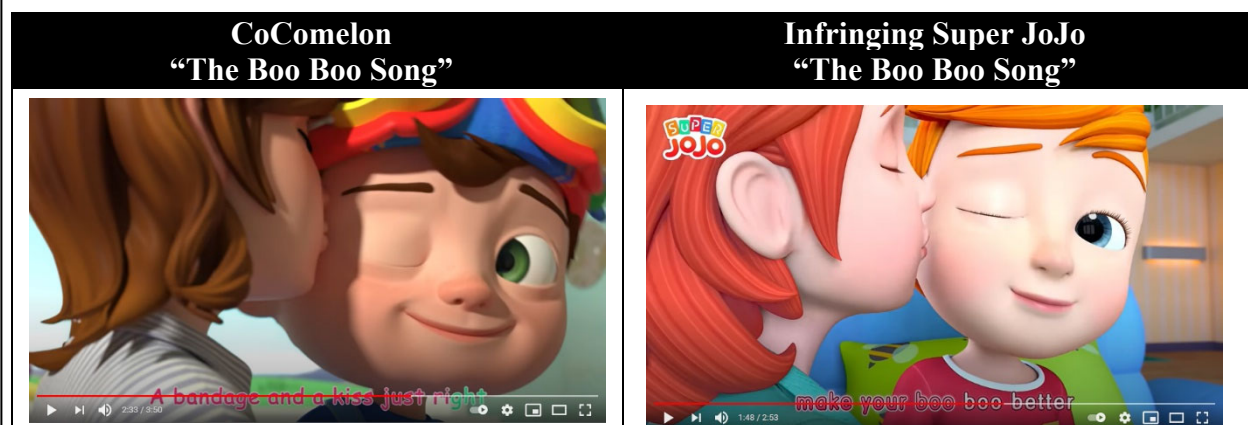 CoComelon
“The Boo Boo Song”
Infringing Super JoJo
“The Boo Boo Song”
SUPER
JOJO
A bandage and a kiss just right
2:33 / 3:50
make your boo boo better
1:48 / 2:53